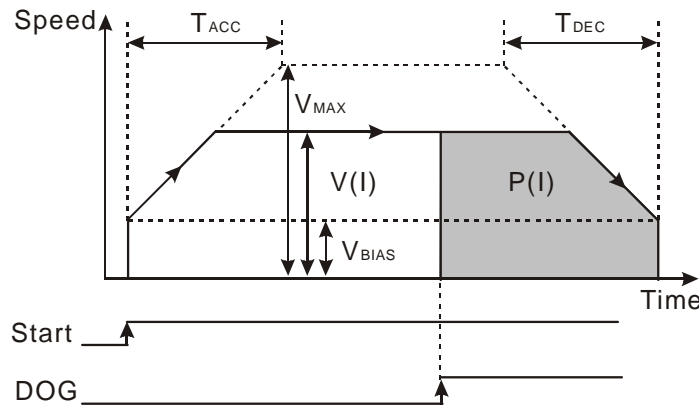 Speed
TACC
TDEC
VMAX
V(I)
P(I)
VBIAS
Time
Start
DOG